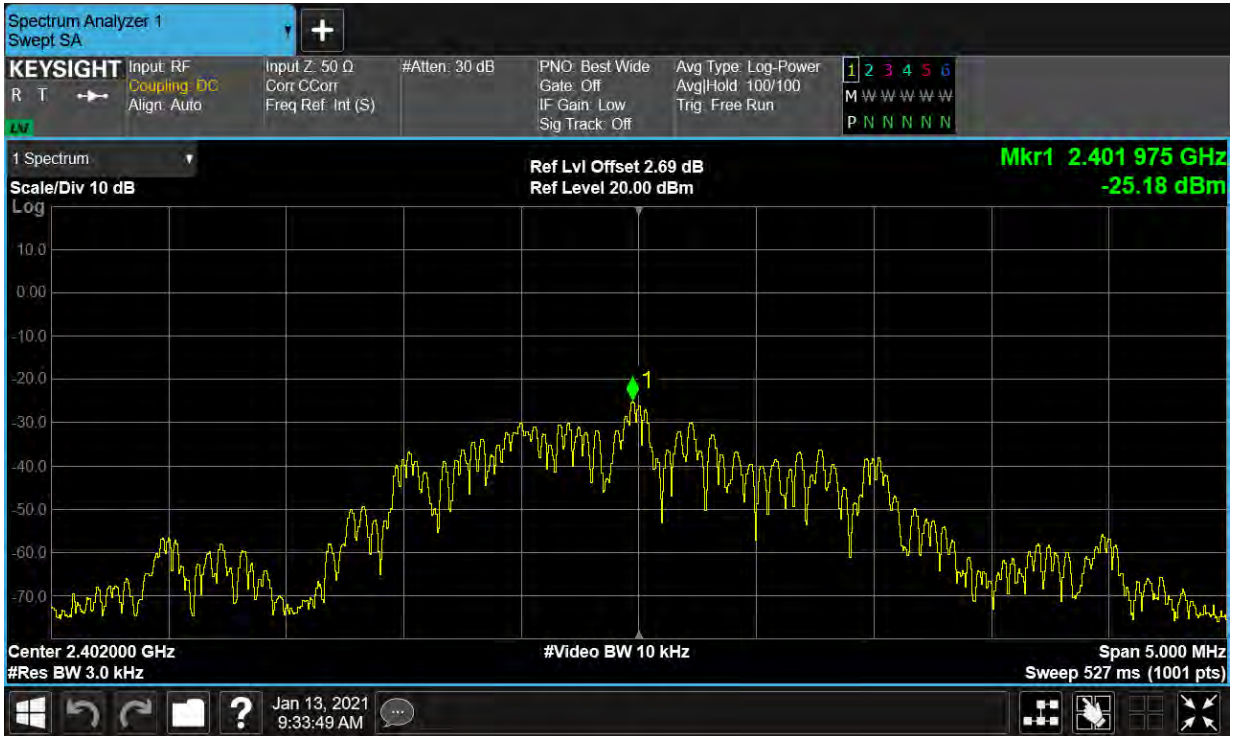 Spectrum Analyzer 1
Swept SA
+
KEYSIGHT Input: RF Input Z: 50 Ω #Atten: 30 dB PNO: Best Wide Avg Type: Log-Power 1 2 3 4 5 6
R T Coupling: DC Corr CCorr Gate: Off Avg|Hold: 100/100 M W W W W W W
Align: Auto Freq Ref: Int (S) IF Gain: Low Trig: Free Run
Sig Track: Off P N N N N N N
LXI
1 Spectrum Ref Lvl Offset 2.69 dB Mkr1 2.401 975 GHz
Scale/Div 10 dB Ref Level 20.00 dBm -25.18 dBm
Log
10.0
0.00
-10.0
-20.0
1
-30.0
-40.0
-50.0
-60.0
-70.0
Center 2.402000 GHz #Video BW 10 kHz Span 5.000 MHz
#Res BW 3.0 kHz Sweep 527 ms (1001 pts)
? Jan 13, 2021
9:33:49 AM